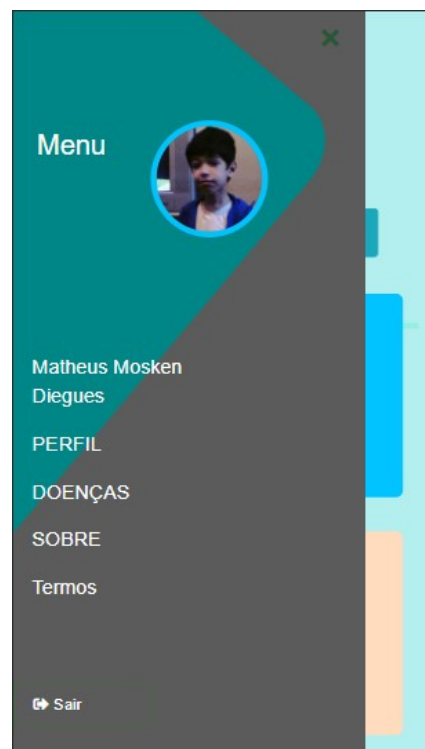 Menu
Matheus Mosken
Diegues
PERFIL
DOENÇAS
SOBRE
Termos
Sair